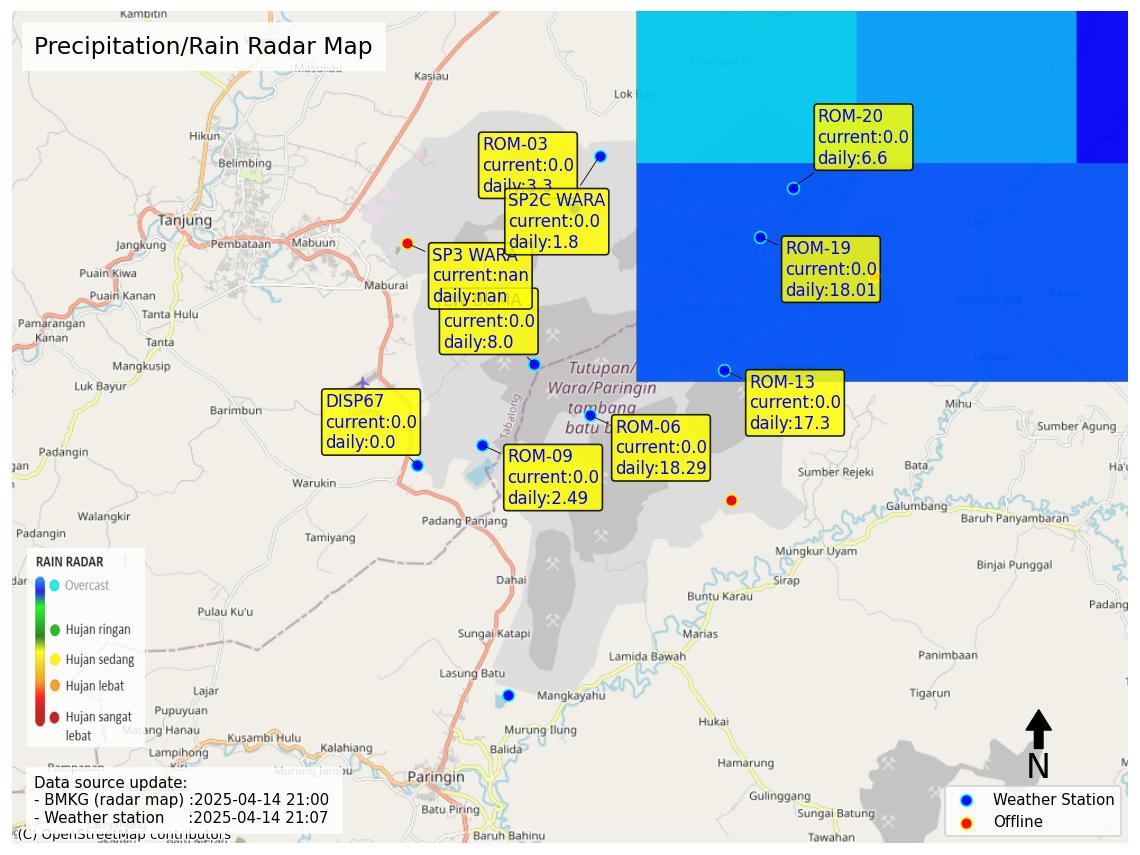 Kambitin
Precipitation/Rain Radar Map
Masukau
Kasiau
Lok Batu
Hikun
Belimbing
ROM-03
current:0.0
daily:3.3
ROM-20
current:0.0
daily:6.6
SP2C WARA
current:0.0
daily:1.8
Tanjung
Jangkung
Pembataan
Mabuun
ROM-19
current:0.0
daily:18.01
SP3 WARA
current:nan
daily:nan
Puain Kiwa
Maburai
Puain Kanan
Tanta Hulu
current:0.0
daily:8.0
Pamarangan
Kanan
Tanta
Mangkusip
Luk Bayur
Tutupan/
Wara/Paringin
tambang
batu
ROM-13
current:0.0
daily:17.3
Lalayau
Mihu
DISP67
current:0.0
daily:0.0
Barimbun
Tabalong
ROM-06
current:0.0
daily:18.29
Sumber Agung
ROM-09
current:0.0
daily:2.49
Sumber Rejeki
Bata
Warukin
Galumbang
Walangkir
Padang Panjang
Baruh Panyambaran
Padangin
Tamiyang
Mungkur Uyam
Binjai Punggal
RAIN RADAR
Overcast
Hujan ringan
Hujan sedang
Hujan lebat
Hujan sangat
lebat
Dahai
Sirap
Buntu Karau
Padang
Pulau Ku'u
Sungai Katapi
Marias
Lamida Bawah
Panimbaan
Lasung Batu
Lajar
Mangkayahu
Tigarun
Pupuyuan
Hukai
Matang Hanau
Kusambi Hulu
Murung Ilung
Lampihong
Kalahiang
Balida
Hamarung
N
Murung Jambu
Paringin
Data source update:
- BMKG (radar map) :2025-04-14 21:00
- Weather station :2025-04-14 21:07
Gulinggang
Weather Station
Offline
Batu Piring
Sungai Batung
(C) OpenStreetMap contributors
Baruh Bahinu
Tawahan